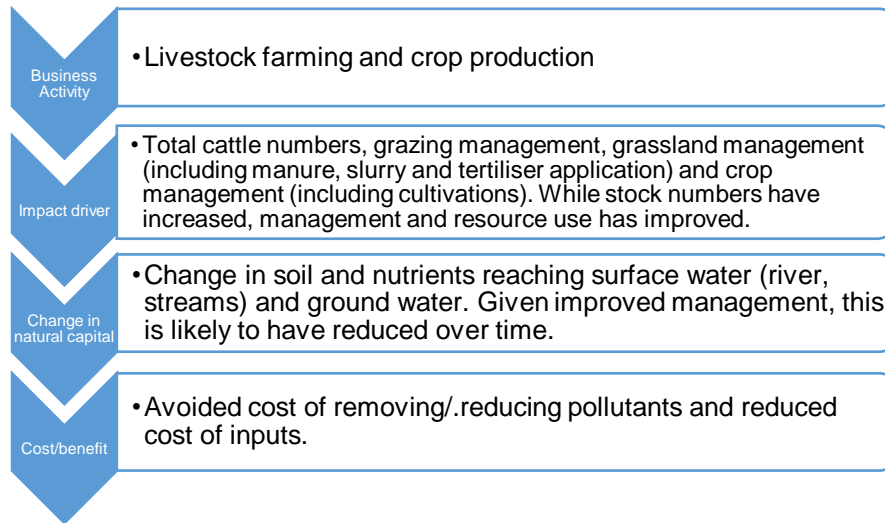 Business
Activity
•Livestock farming and crop production
Impact driver
•Total cattle numbers, grazing management, grassland management
(including manure, slurry and tertiliser application) and crop
management (including cultivations). While stock numbers have
increased, management and resource use has improved.
Change in
natural capital
•Change in soil and nutrients reaching surface water (river,
streams) and ground water. Given improved management, this
is likely to have reduced over time.
Cost/benefit
•Avoided cost of removing/.reducing pollutants and reduced
cost of inputs.